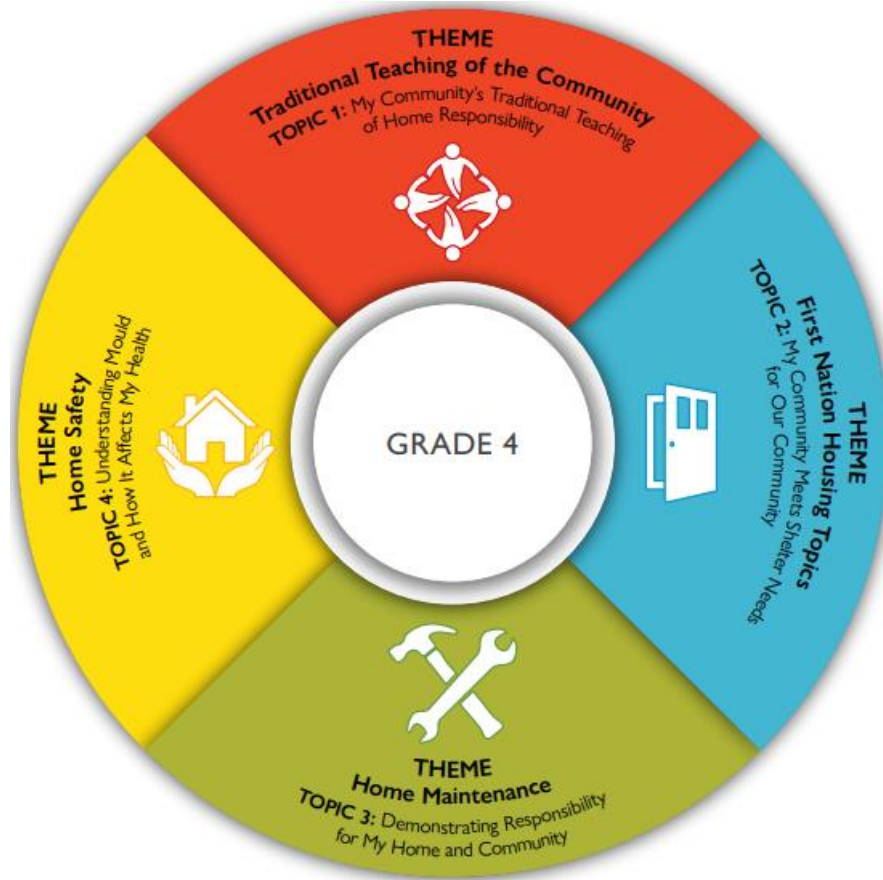 THEME
Traditional Teaching of the Community
TOPIC 1: My Community's Traditional Teaching
of Home Responsibility
THEME
First Nation Housing Topics
TOPIC 2: My Community Meets Shelter Needs
for Our Community
THEME
Home Maintenance
TOPIC 3: Demonstrating Responsibility
for My Home and Community
THEME
Home Safety
TOPIC 4: Understanding Mould
and How It Affects My Health
GRADE 4